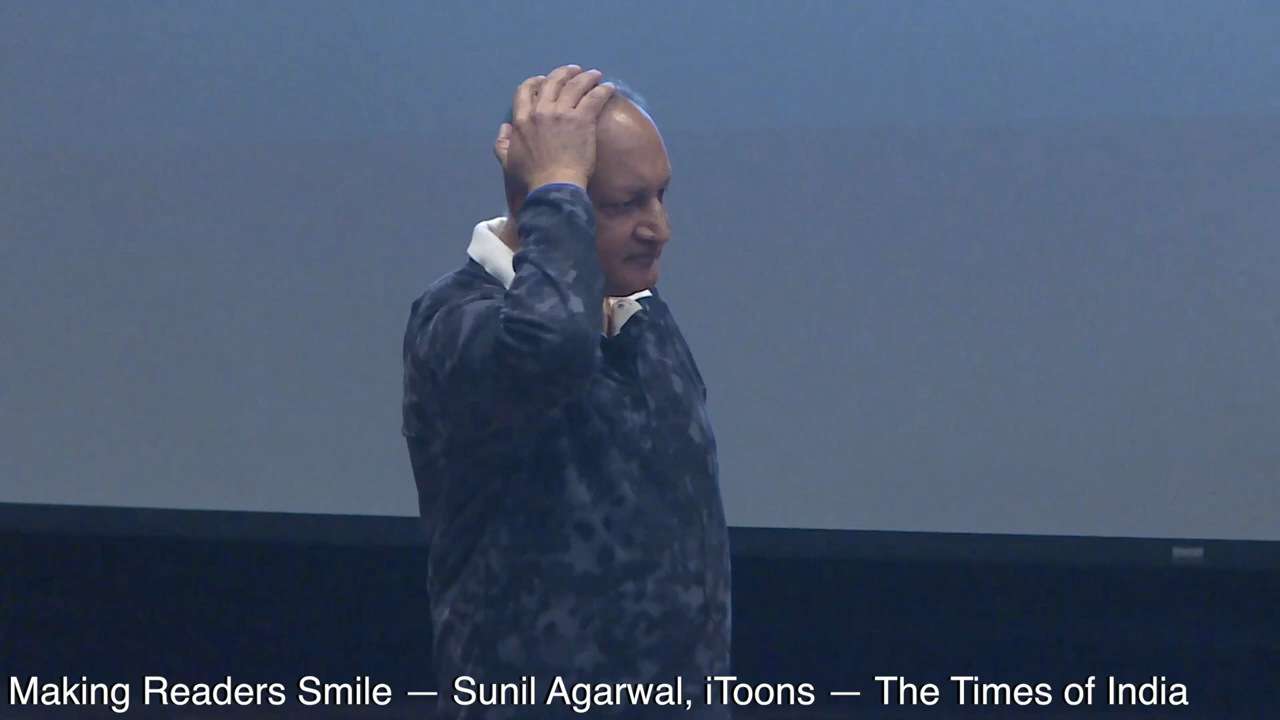 Making Readers Smile — Sunil Agarwal, iToons — The Times of India